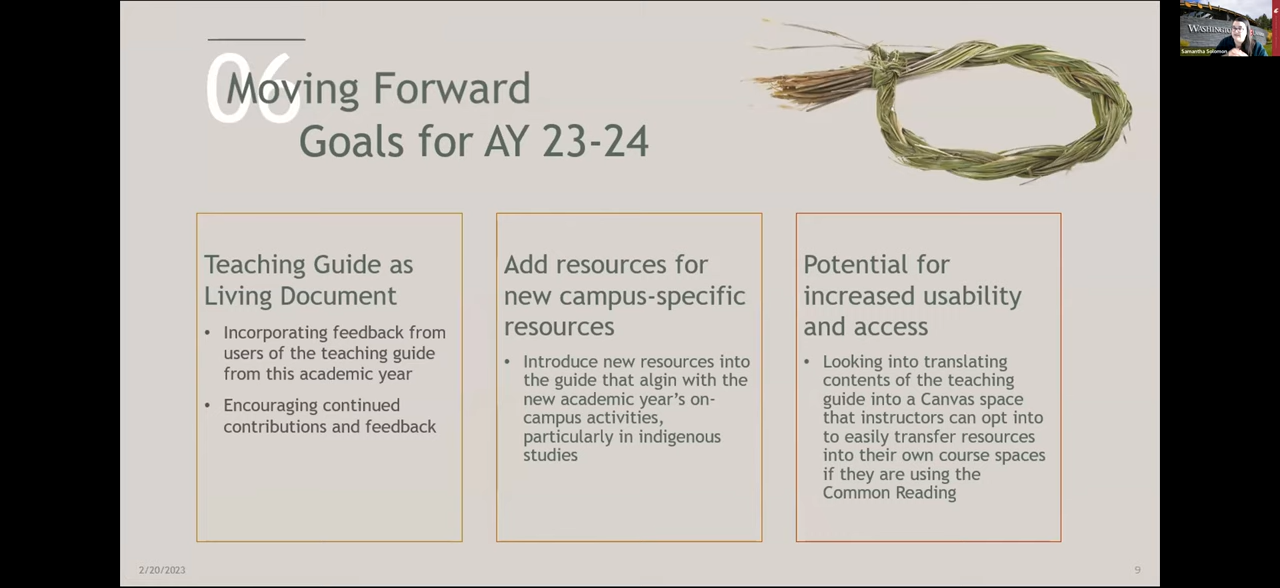 06
Moving Forward
Goals for AY 23-24
Teaching Guide as
Living Document
• Incorporating feedback from
users of the teaching guide
from this academic year
• Encouraging continued
contributions and feedback
Add resources for
new campus-specific
resources
• Introduce new resources into
the guide that algin with the
new academic year's on-
campus activities,
particularly in indigenous
studies
Potential for
increased usability
and access
• Looking into translating
contents of the teaching
guide into a Canvas space
that instructors can opt into
to easily transfer resources
into their own course spaces
if they are using the
Common Reading
2/20/2023
9
Samantha Solomon